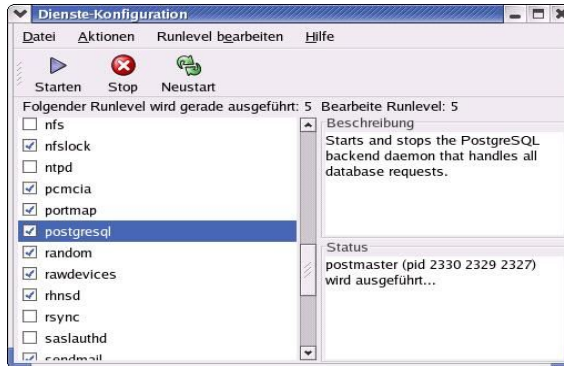 Dienste-Konfiguration
Datei Aktionen Runlevel bearbeiten Hilfe
Starten Stop Neustart
Folgender Runlevel wird gerade ausgeführt: 5 Bearbeite Runlevel: 5
nfs
nfslock
ntpd
pcmcia
portmap
postgresql
random
rawdevices
rhnsd
rsync
saslauthd
sendmail
Beschreibung
Starts and stops the PostgreSQL
backend daemon that handles all
database requests.
Status
postmaster (pid 2330 2329 2327)
wird ausgeführt...